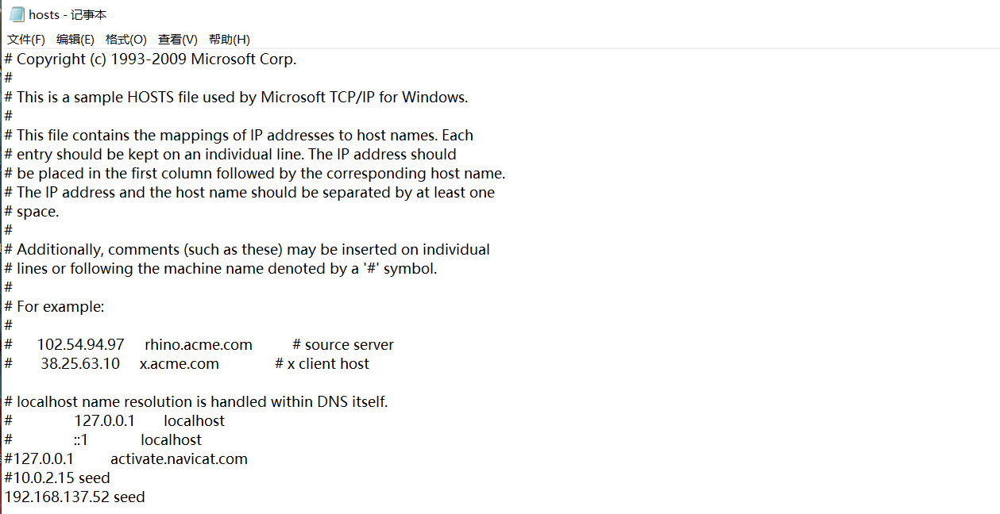 hosts - 记事本
文件(F) 编辑(E) 格式(O) 查看(V) 帮助(H)
# Copyright (c) 1993-2009 Microsoft Corp.
#
# This is a sample HOSTS file used by Microsoft TCP/IP for Windows.
#
# This file contains the mappings of IP addresses to host names. Each
# entry should be kept on an individual line. The IP address should
# be placed in the first column followed by the corresponding host name.
# The IP address and the host name should be separated by at least one
# space.
#
# Additionally, comments (such as these) may be inserted on individual
# lines or following the machine name denoted by a '#' symbol.
#
# For example:
#
# 102.54.94.97 rhino.acme.com # source server
# 38.25.63.10 x.acme.com # x client host
# localhost name resolution is handled within DNS itself.
# 127.0.0.1 localhost
# ::1 localhost
#127.0.0.1 activate.navicat.com
#10.0.2.15 seed
192.168.137.52 seed